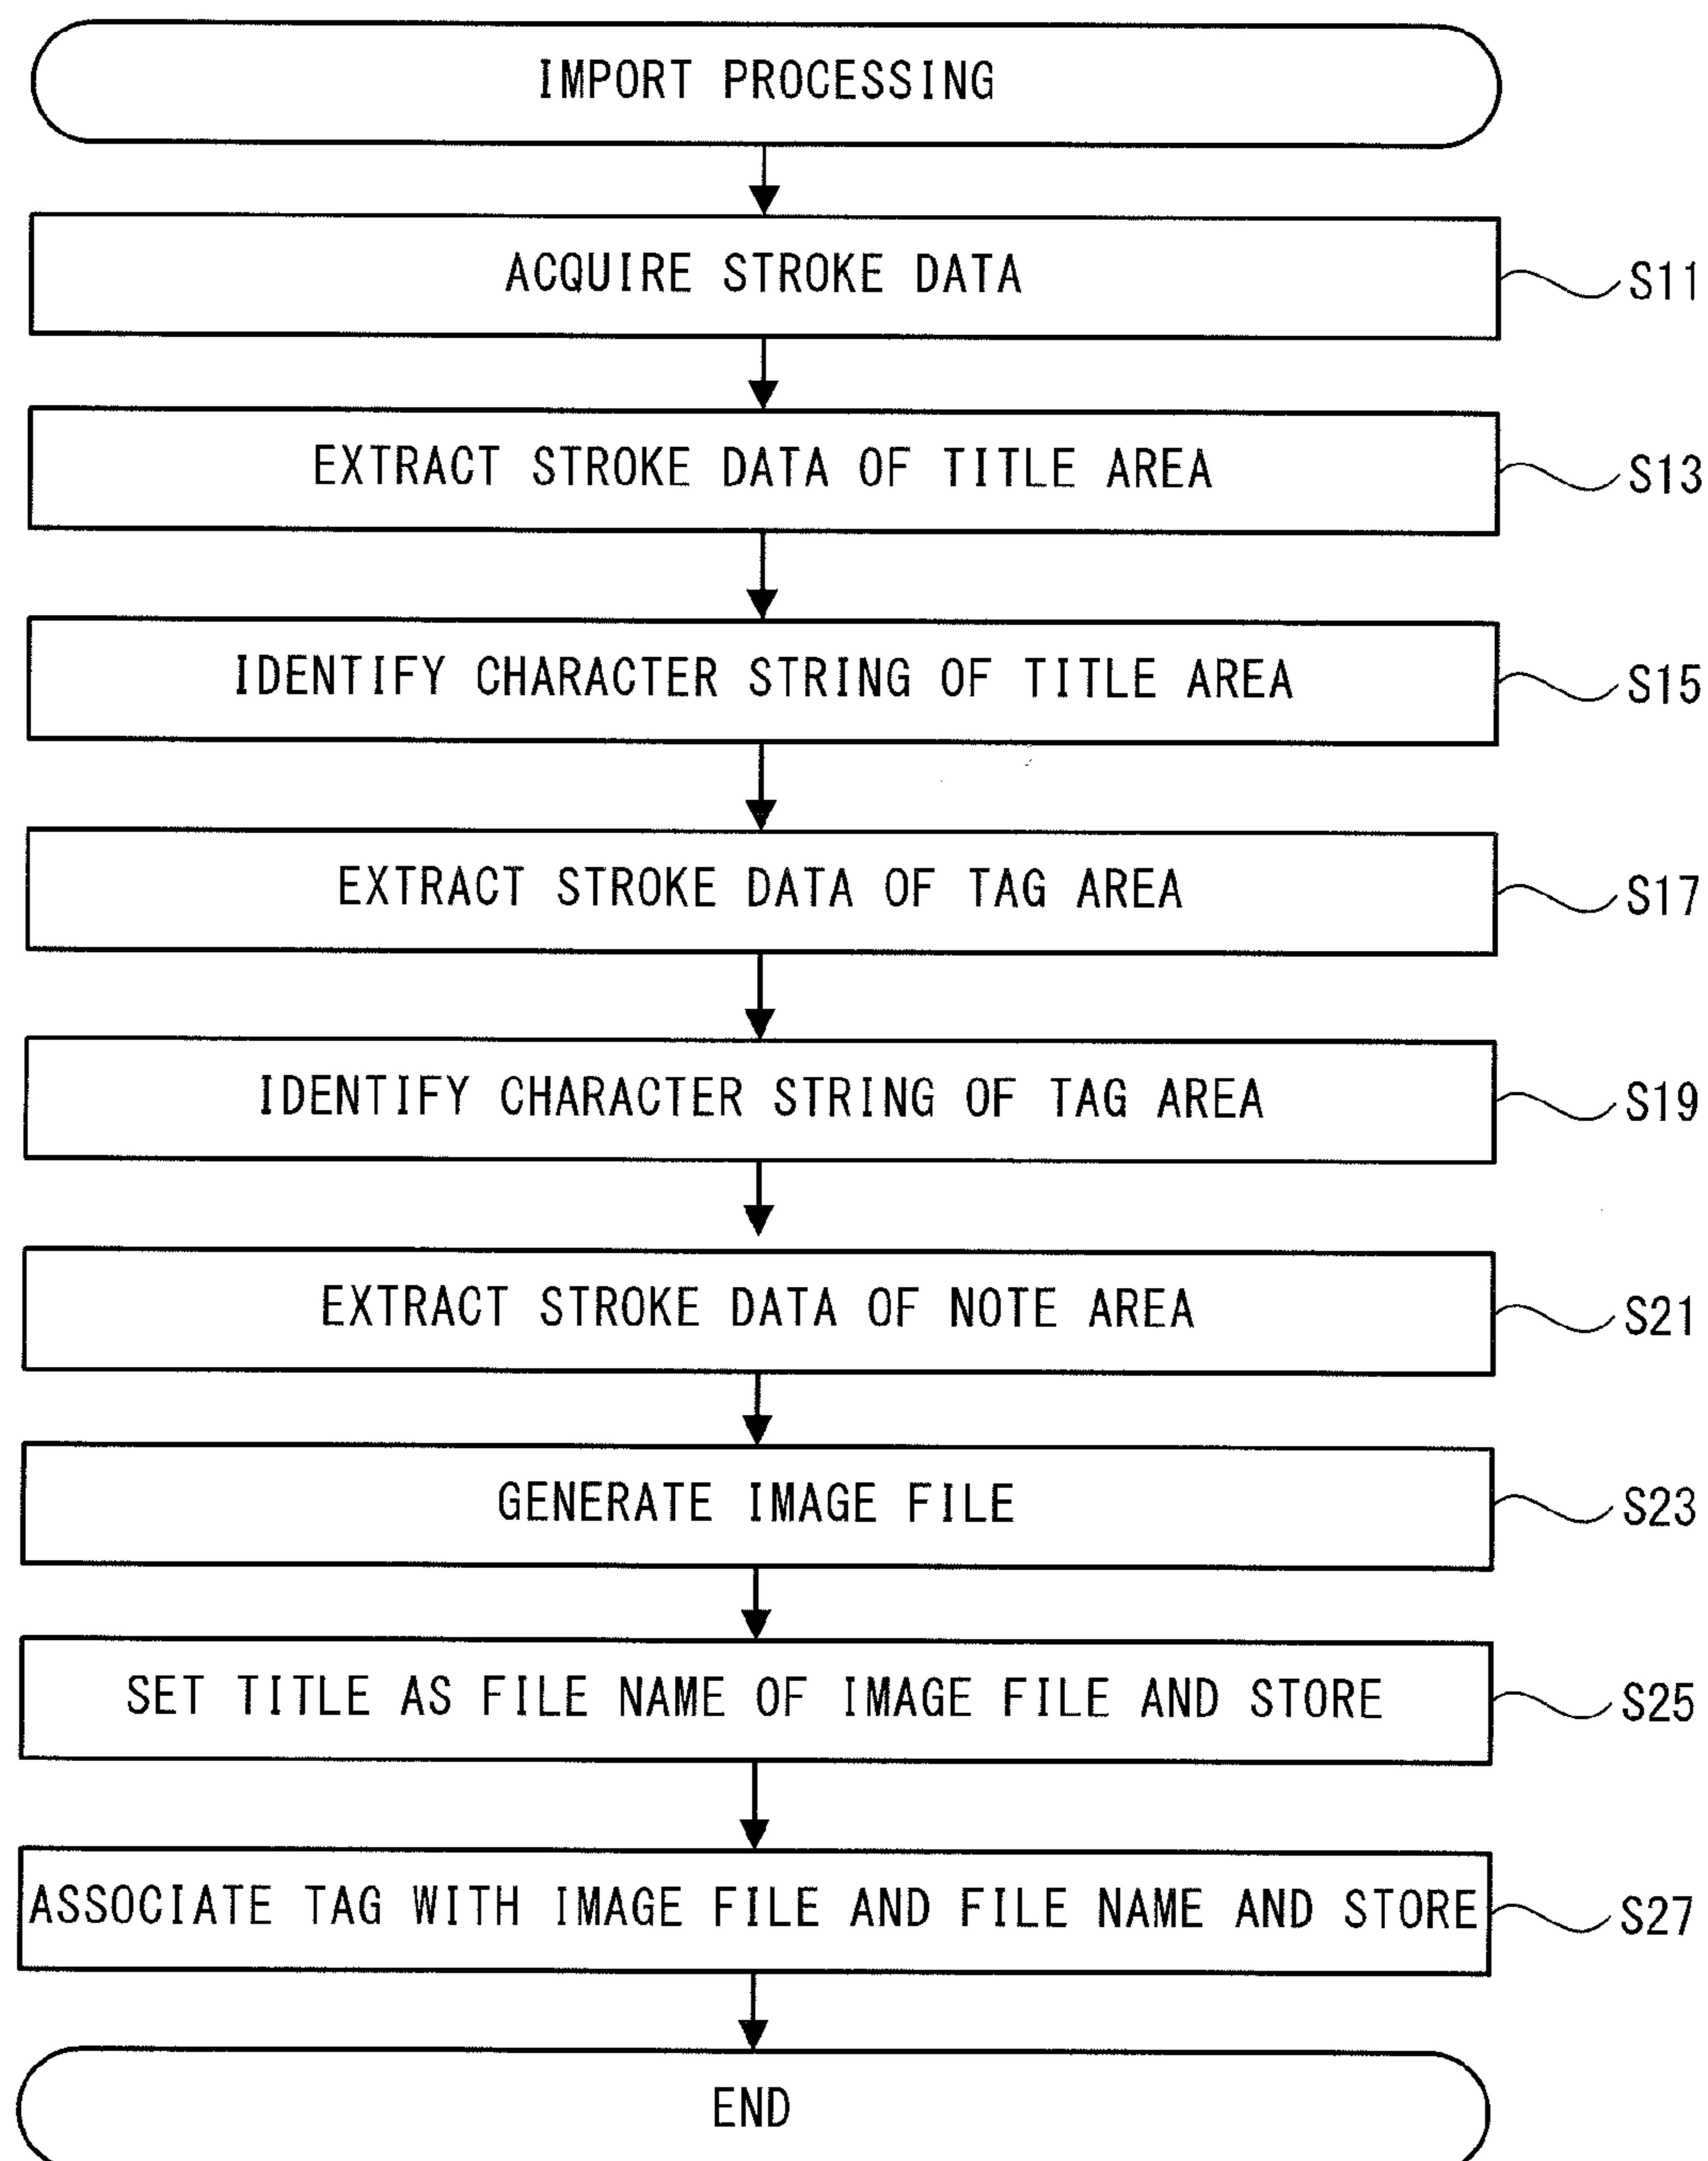 IMPORT PROCESSING
ACQUIRE STROKE DATA
S11
EXTRACT STROKE DATA OF TITLE AREA
S13
IDENTIFY CHARACTER STRING OF TITLE AREA
S15
EXTRACT STROKE DATA OF TAG AREA
S17
IDENTIFY CHARACTER STRING OF TAG AREA
S19
EXTRACT STROKE DATA OF NOTE AREA
S21
GENERATE IMAGE FILE
S23
SET TITLE AS FILE NAME OF IMAGE FILE AND STORE
S25
ASSOCIATE TAG WITH IMAGE FILE AND FILE NAME AND STORE
S27
END